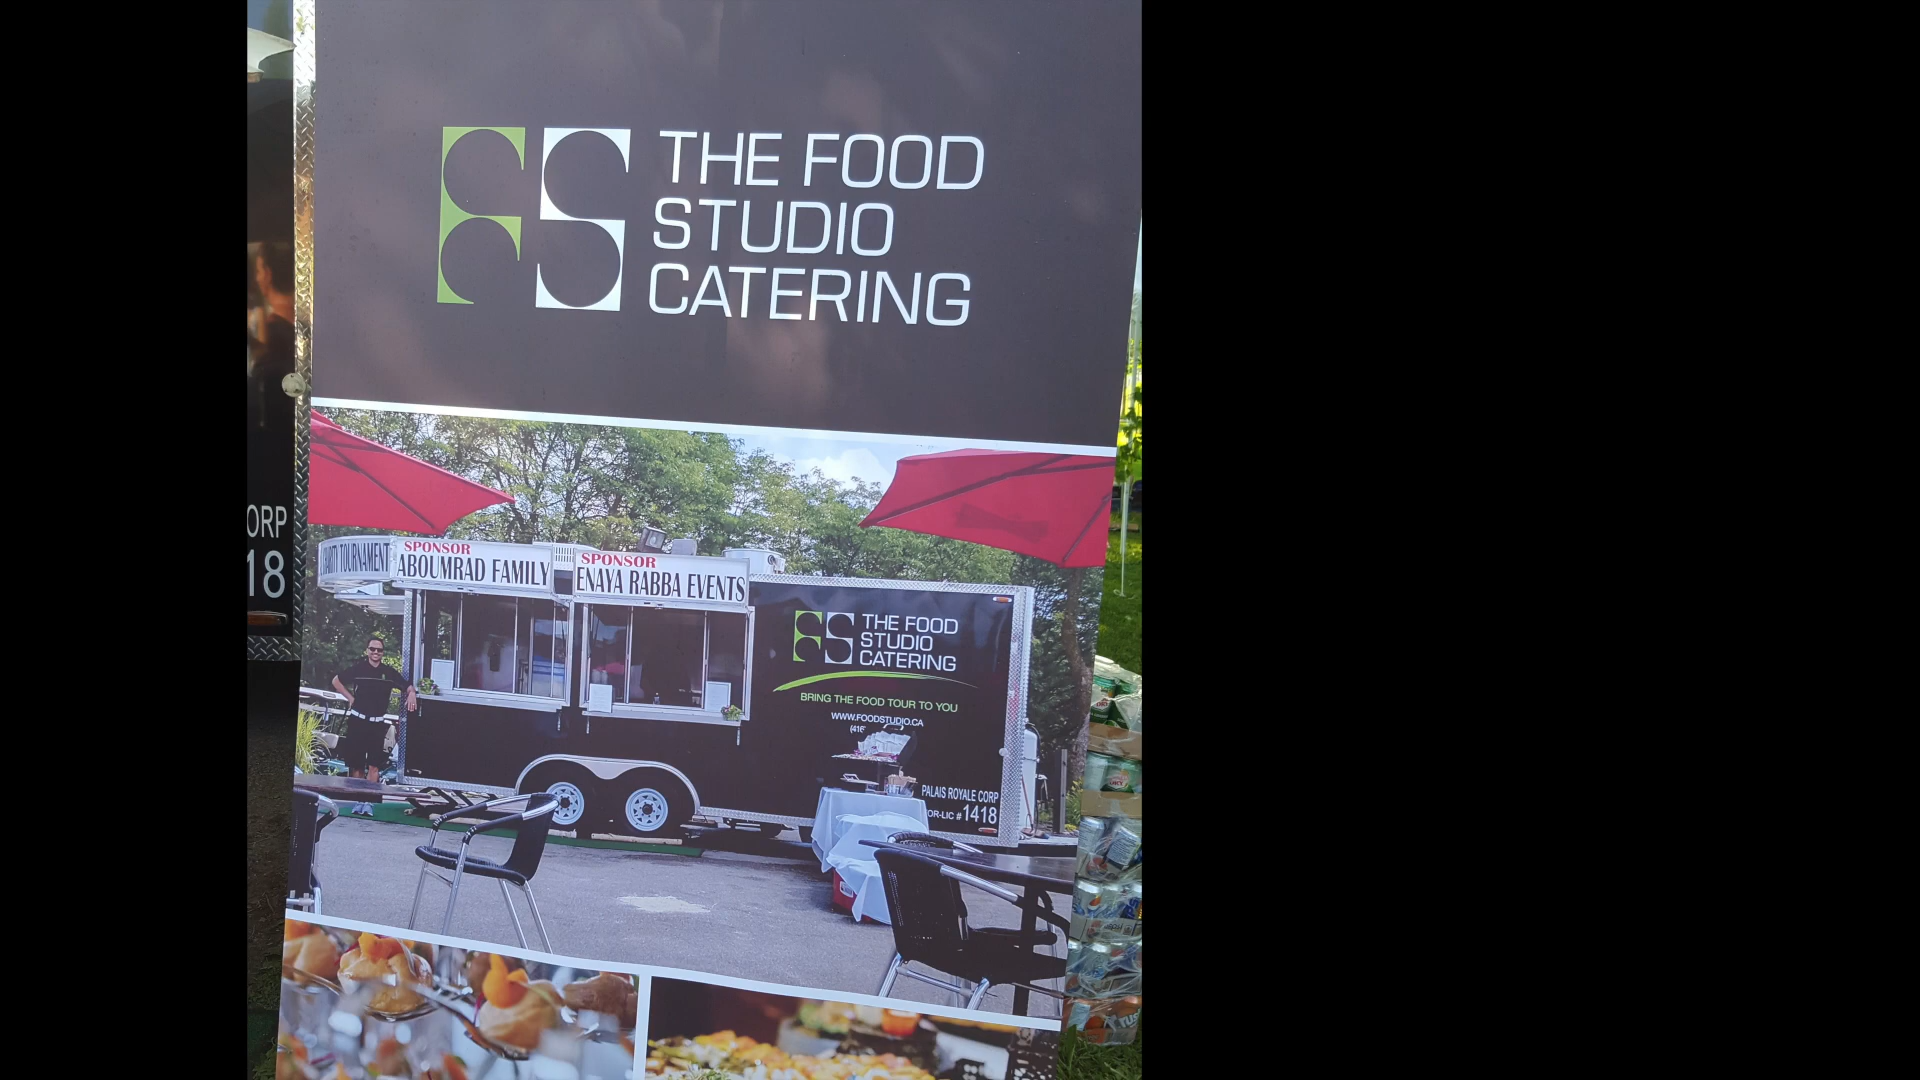 THE FOOD
STUDIO
CATERING
ORP
18
TOURNAMENT
SPONSOR
ABOUMRAD FAMILY
SPONSOR
ENAYA RABBA EVENTS
THE FOOD
STUDIO
CATERING
BRING THE FOOD TOUR TO YOU
WWW.FOODSTUDIO.CA
(416
PALAIS ROYALE CORP
OR-LIC # 1418